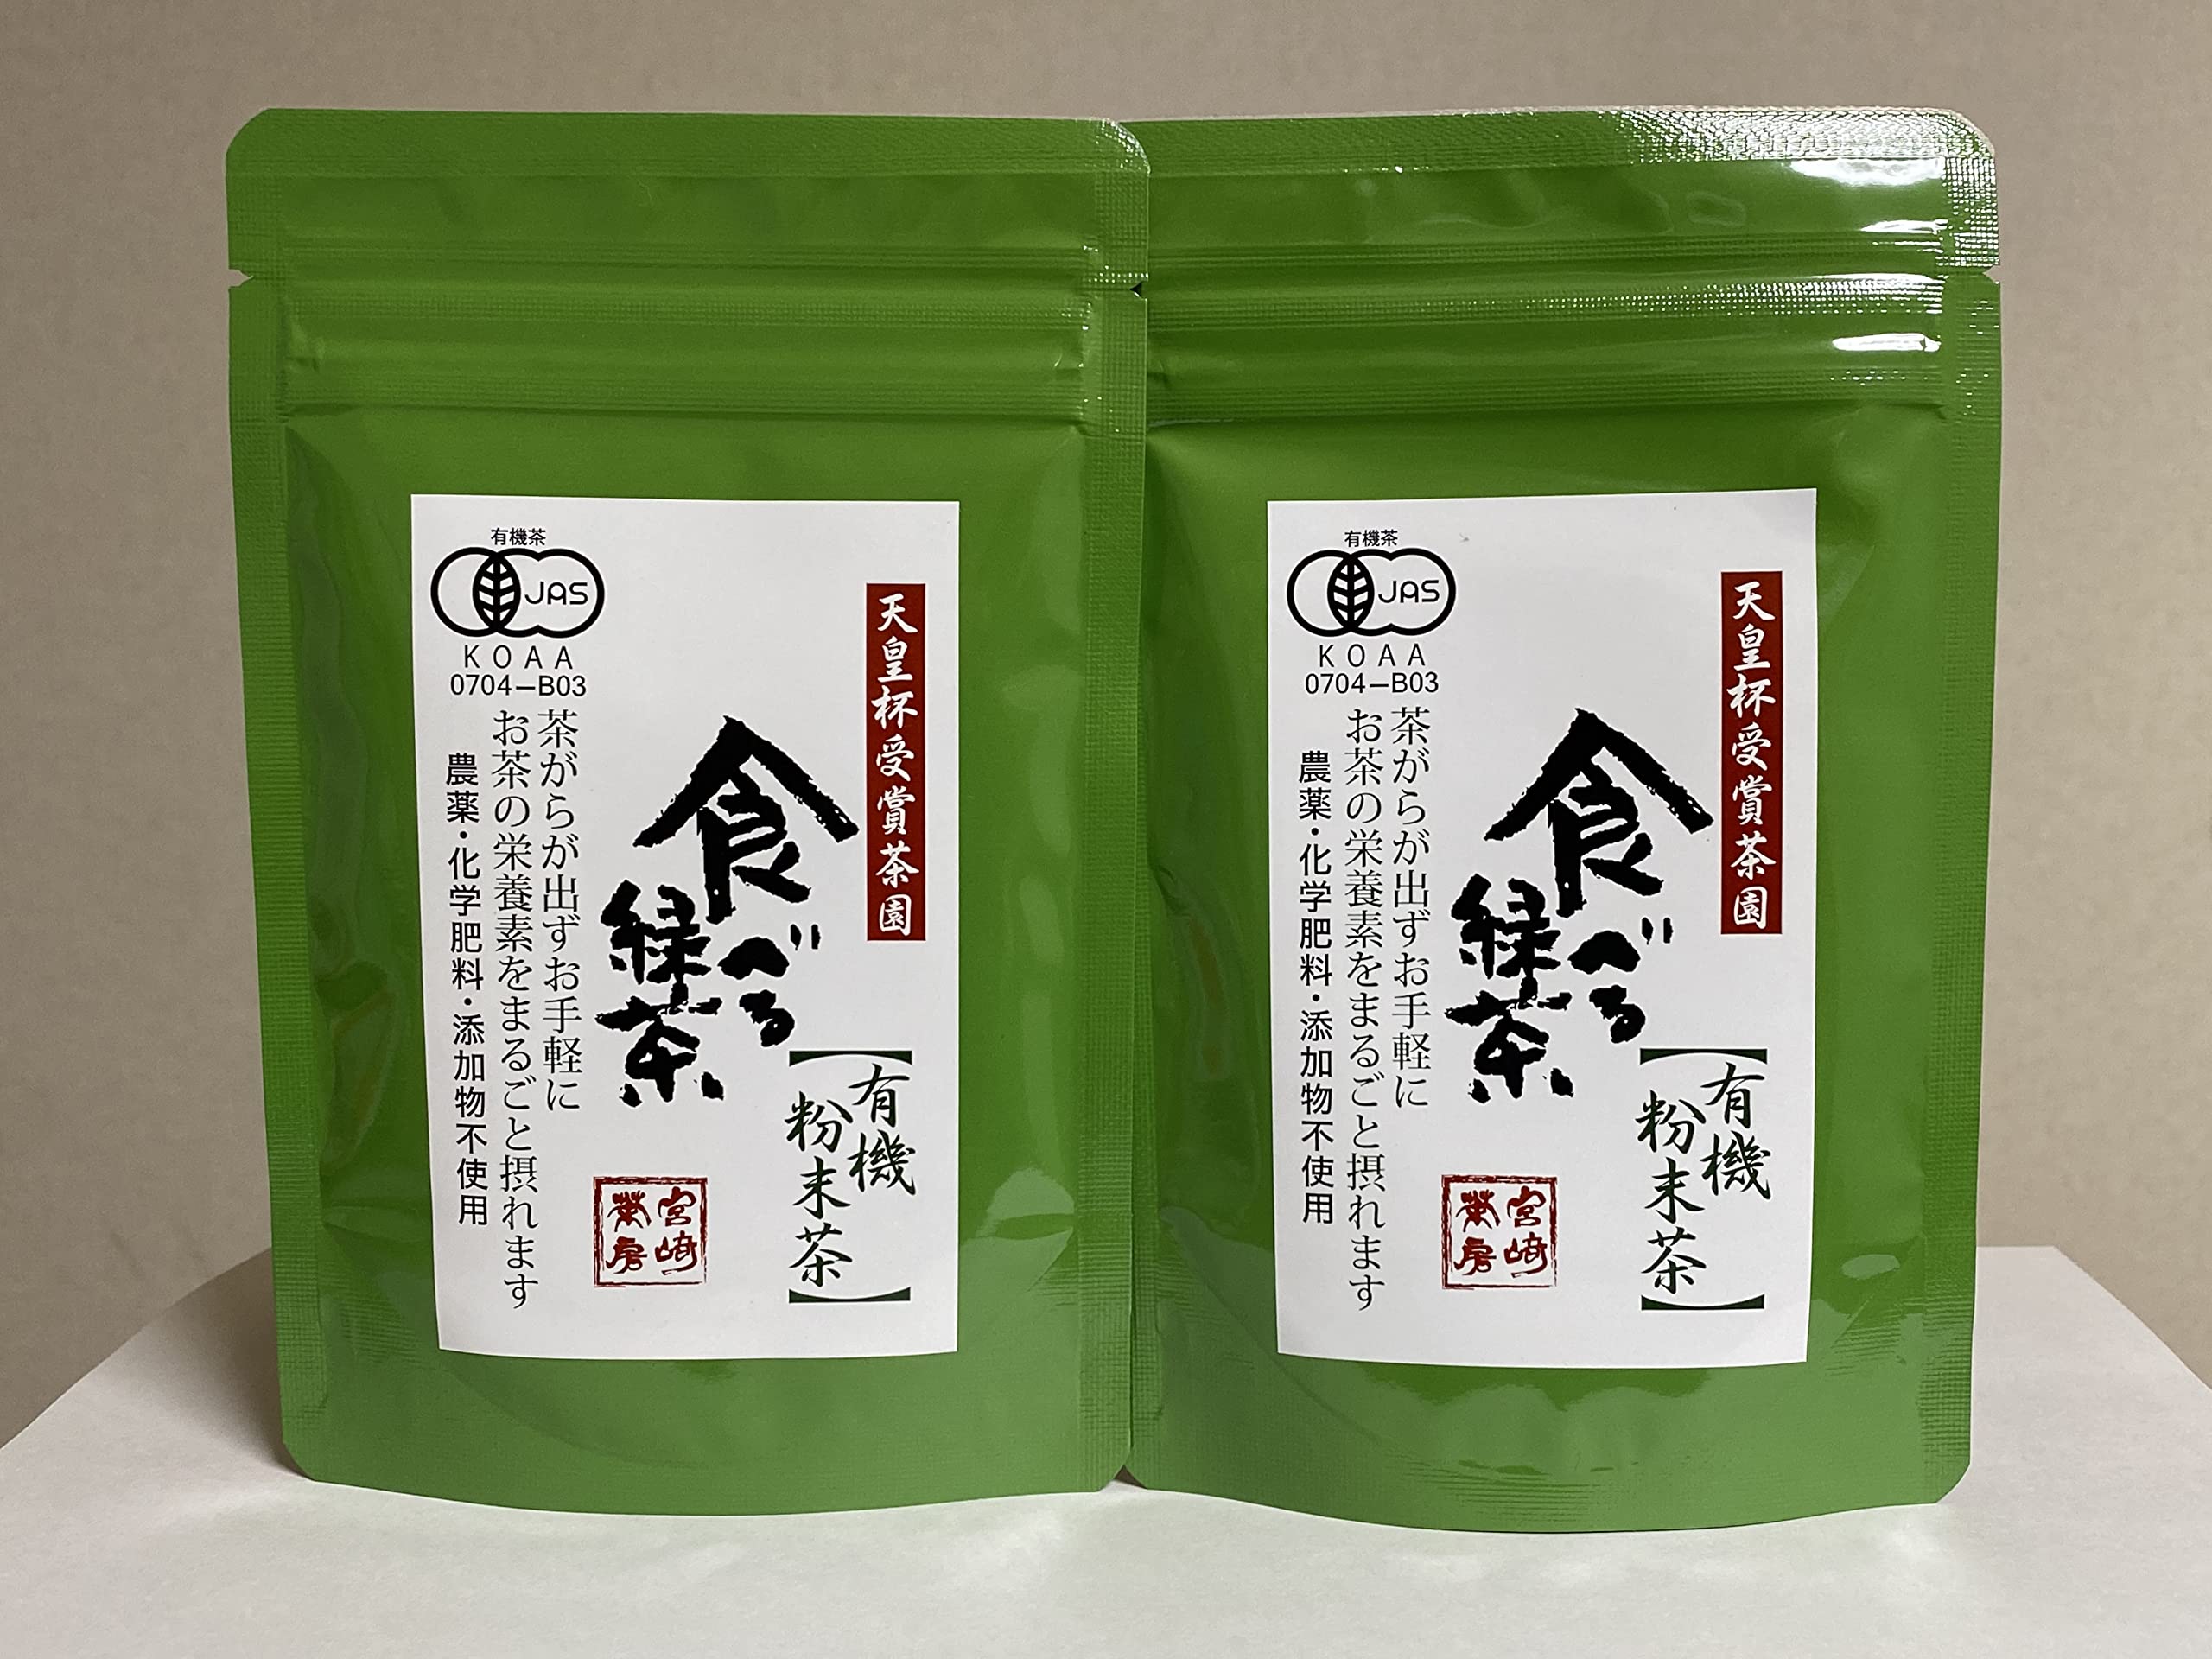 有機茶
JAS
KOAA
0704-B03
天皇杯受賞茶園
食べる
緑茶
【有機
粉末茶】
茶がらが出ずお手軽に
お茶の栄養素をまるごと摂れます
農薬・化学肥料・添加物不使用
宮﨑
茶房
有機茶
JAS
KOAA
0704-B03
天皇杯受賞茶園
食べる
緑茶
【有機
粉末茶】
茶がらが出ずお手軽に
お茶の栄養素をまるごと摂れます
農薬・化学肥料・添加物不使用
宮﨑
茶房